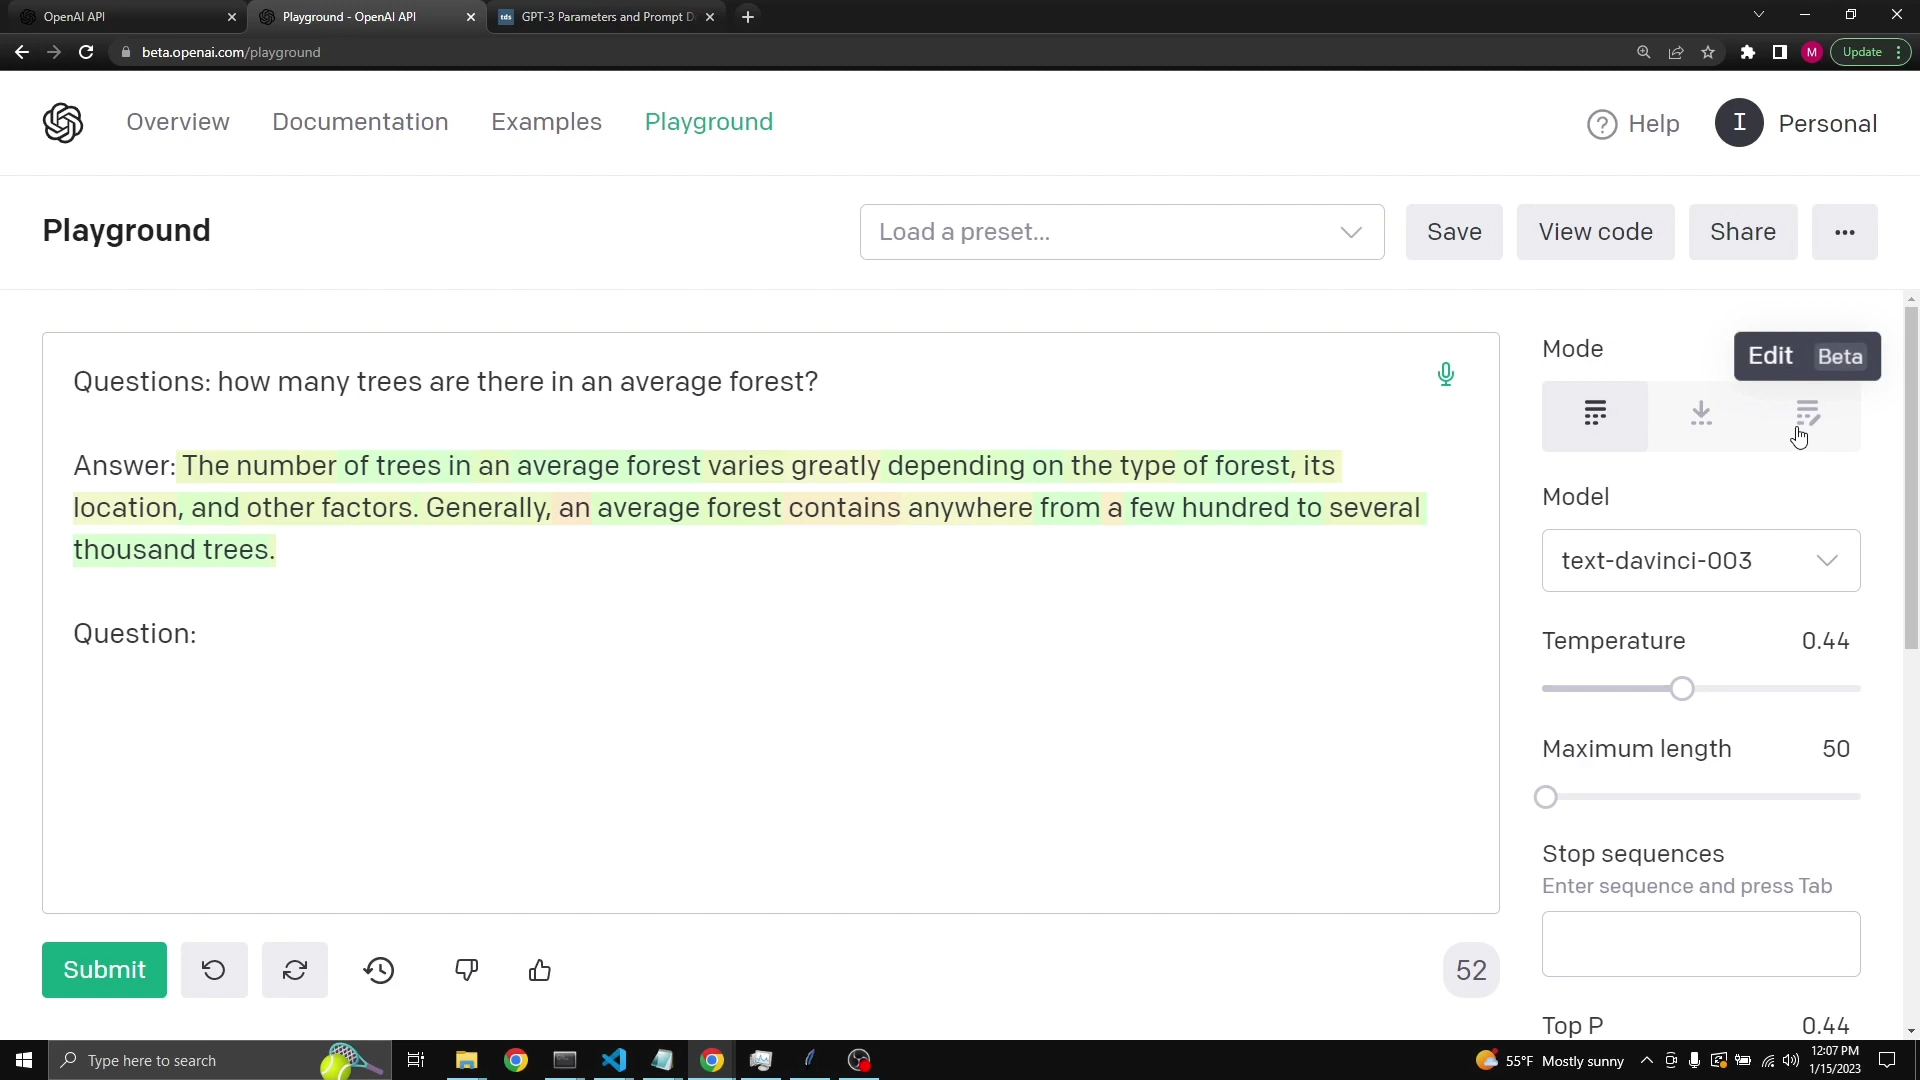 OpenAI API
Playground - OpenAI API
tds
GPT-3 Parameters and Prompt D
beta.openai.com/playground
M
Update
Overview
Documentation
Examples
Playground
Help
I
Personal
Playground
Load a preset...
Save
View code
Share
Questions: how many trees are there in an average forest?
Answer: The number of trees in an average forest varies greatly depending on the type of forest, its
location, and other factors. Generally, an average forest contains anywhere from a few hundred to several
thousand trees.
Question:
Mode
Edit Beta
Model
text-davinci-003
Temperature 0.44
Maximum length 50
Stop sequences
Enter sequence and press Tab
Top P 0.44
Submit
52
Type here to search
55°F Mostly sunny
12:07 PM
1/15/2023